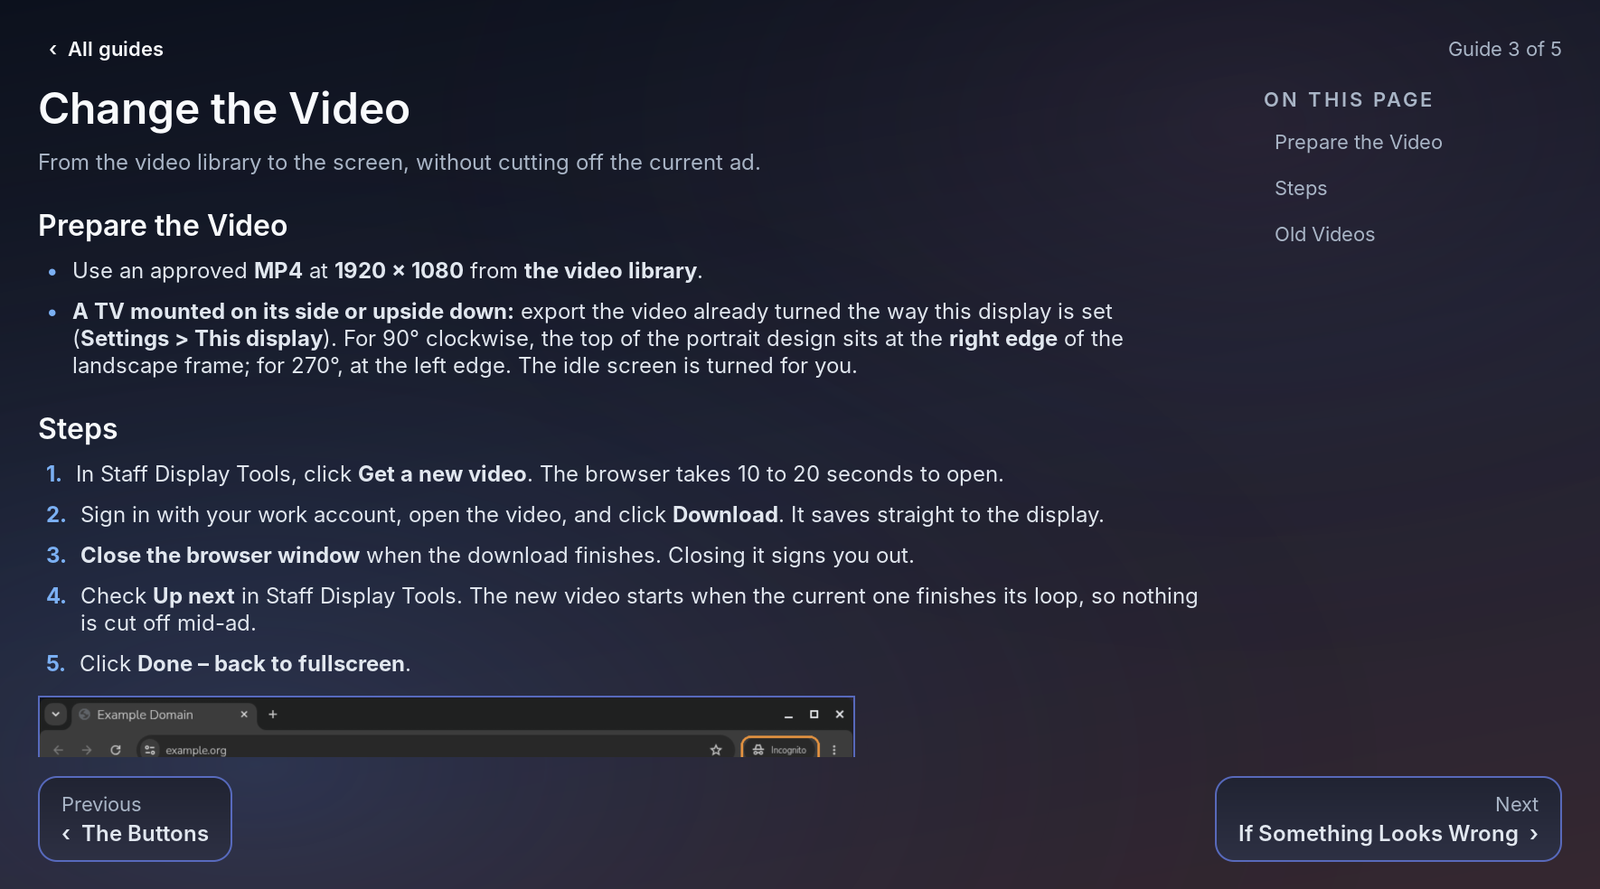 ‹ All guides
Guide 3 of 5
Change the Video
From the video library to the screen, without cutting off the current ad.
Prepare the Video
• Use an approved MP4 at 1920 × 1080 from the video library.
• A TV mounted on its side or upside down: export the video already turned the way this display is set
(Settings > This display). For 90° clockwise, the top of the portrait design sits at the right edge of the
landscape frame; for 270°, at the left edge. The idle screen is turned for you.
Steps
1. In Staff Display Tools, click Get a new video. The browser takes 10 to 20 seconds to open.
2. Sign in with your work account, open the video, and click Download. It saves straight to the display.
3. Close the browser window when the download finishes. Closing it signs you out.
4. Check Up next in Staff Display Tools. The new video starts when the current one finishes its loop, so nothing
is cut off mid-ad.
5. Click Done – back to fullscreen.
Example Domain
example.org
Incognito
ON THIS PAGE
Prepare the Video
Steps
Old Videos
Previous
‹ The Buttons
Next
If Something Looks Wrong ›